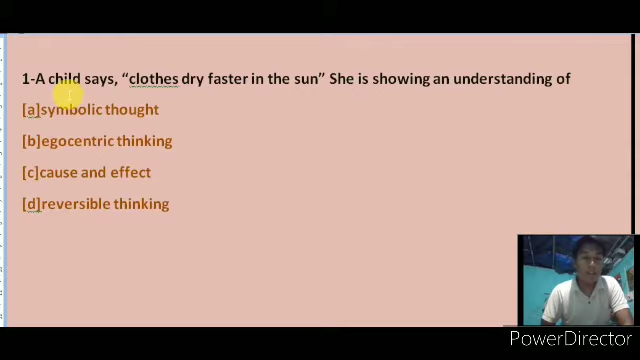 1-A child says, “clothes dry faster in the sun” She is showing an understanding of
[a]symbolic thought
[b]egocentric thinking
[c]cause and effect
[d]reversible thinking
PowerDirector